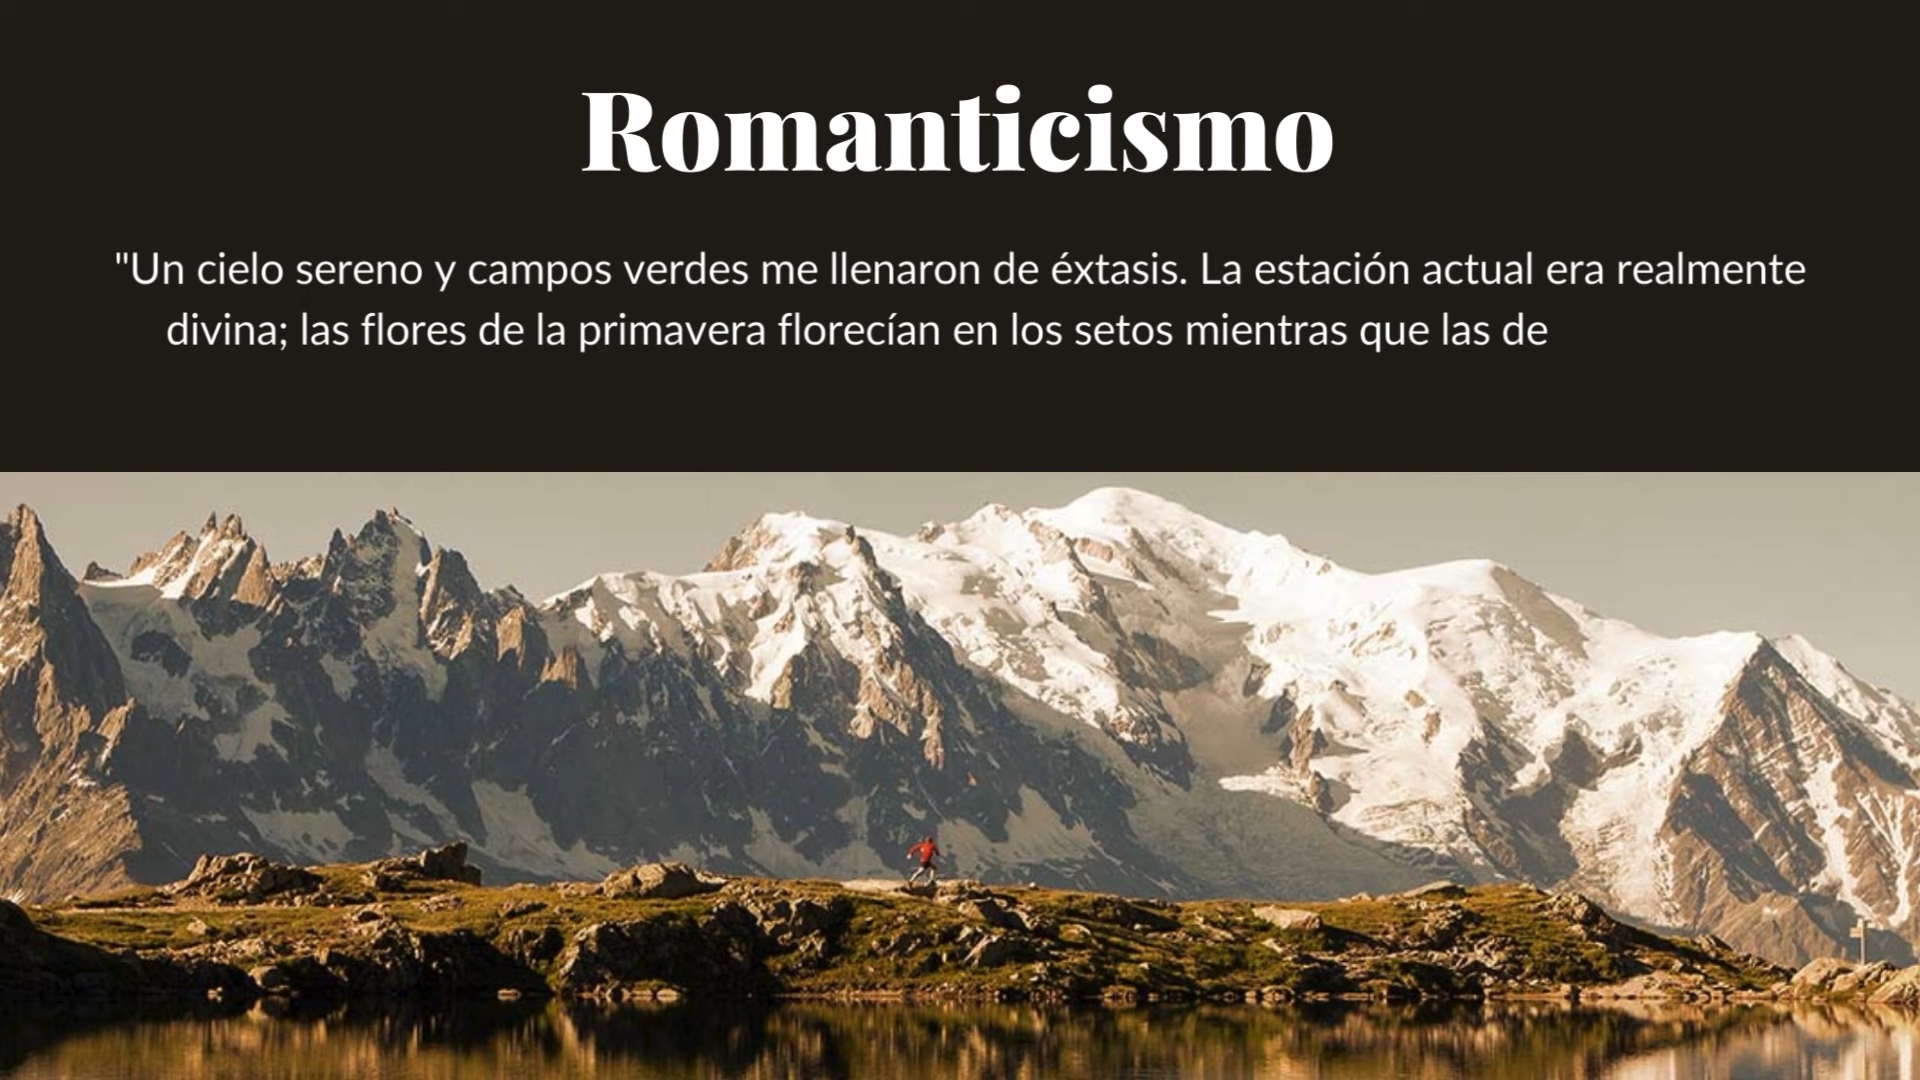 Romanticismo
"Un cielo sereno y campos verdes me llenaron de éxtasis. La estación actual era realmente
divina; las flores de la primavera florecían en los setos mientras que las de